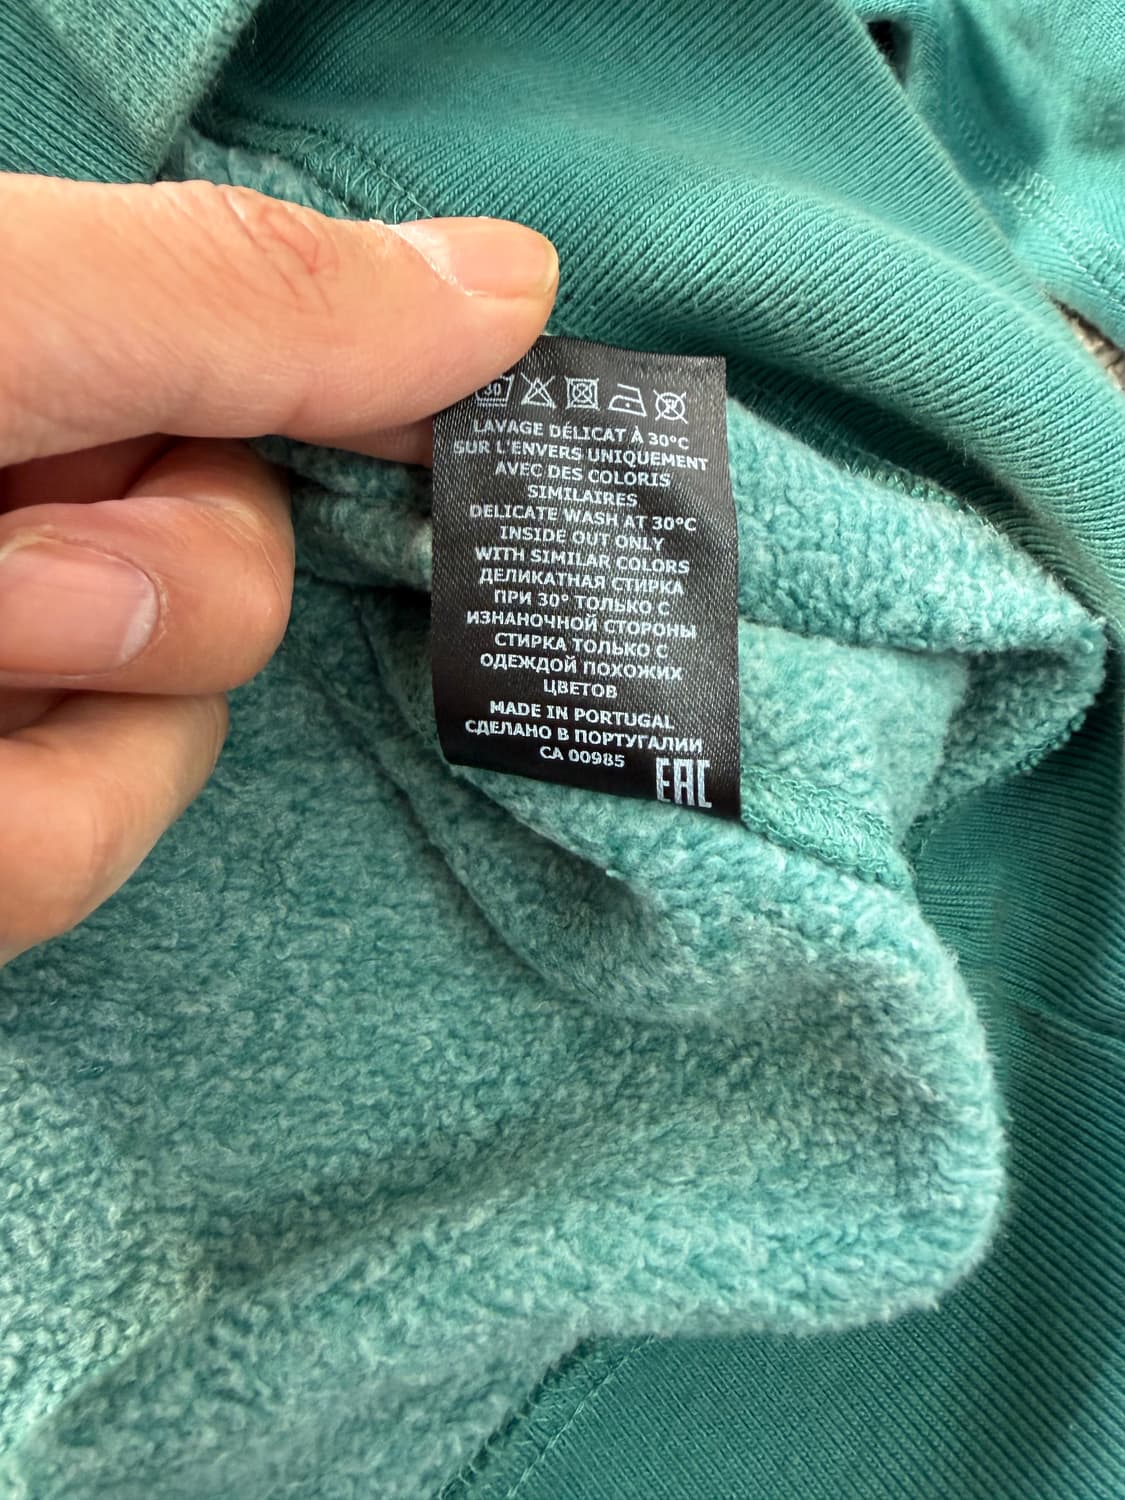 30
LAVAGE DÉLICAT À 30°C
SUR L'ENVERS UNIQUEMENT
AVEC DES COLORIS
SIMILAIRES
DELICATE WASH AT 30°C
INSIDE OUT ONLY
WITH SIMILAR COLORS
ДЕЛИКАТНАЯ СТИРКА
ПРИ 30° ТОЛЬКО С
ИЗНАНОЧНОЙ СТОРОНЫ
СТИРКА ТОЛЬКО С
ОДЕЖДОЙ ПОХОЖИХ
ЦВЕТОВ
MADE IN PORTUGAL
СДЕЛАНО В ПОРТУГАЛИИ
CA 00985
EAC